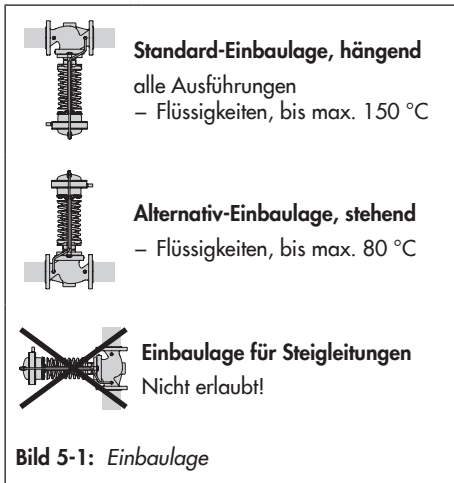 Standard-Einbaulage, hängend
alle Ausführungen
– Flüssigkeiten, bis max. 150 °C
Alternativ-Einbaulage, stehend
– Flüssigkeiten, bis max. 80 °C
Einbaulage für Steigleitungen
Nicht erlaubt!
Bild 5-1: Einbaulage